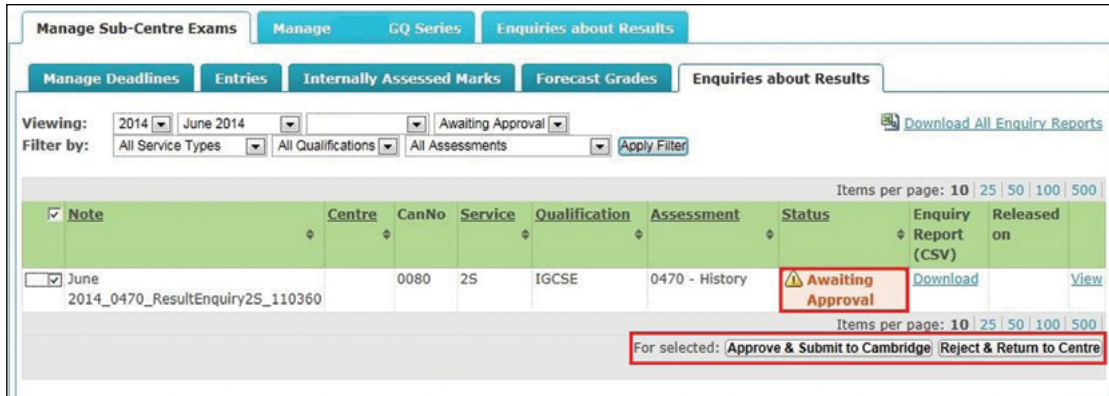 Manage Sub-Centre Exams Manage GQ Series Enquiries about Results
Manage Deadlines Entries Internally Assessed Marks Forecast Grades Enquiries about Results
Viewing: 2014 June 2014 Awaiting Approval Download All Enquiry Reports
Filter by: All Service Types All Qualifications All Assessments Apply Filter
Items per page: 10 | 25 | 50 | 100 | 500 |
Note Centre CanNo Service Qualification Assessment Status Enquiry Released
Report on
(CSV)
June 0080 2S IGCSE 0470 - History Awaiting Download View
2014_0470_ResultEnquiry2S_110360 Approval
Items per page: 10 | 25 | 50 | 100 | 500 |
For selected: Approve & Submit to Cambridge Reject & Return to Centre